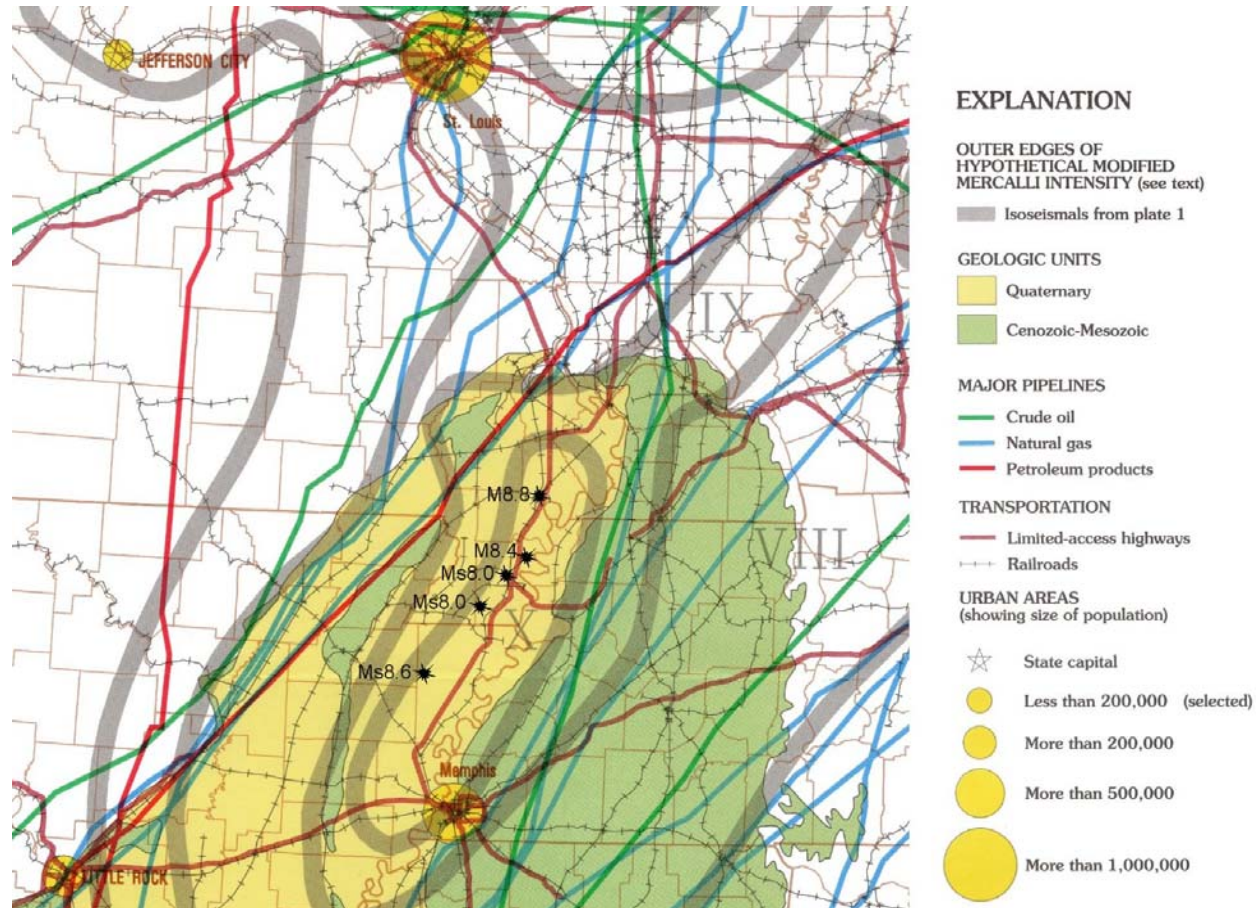 JEFFERSON CITY
St. Louis
IX
M8.8
M8.4
Ms8.0
VIII
Ms8.0
X
Ms8.6
Memphis
LITTLE ROCK
EXPLANATION
OUTER EDGES OF
HYPOTHETICAL MODIFIED
MERCALLI INTENSITY (see text)
Isoseismals from plate 1
GEOLOGIC UNITS
Quaternary
Cenozoic-Mesozoic
MAJOR PIPELINES
Crude oil
Natural gas
Petroleum products
TRANSPORTATION
Limited-access highways
Railroads
URBAN AREAS
(showing size of population)
State capital
Less than 200,000 (selected)
More than 200,000
More than 500,000
More than 1,000,000